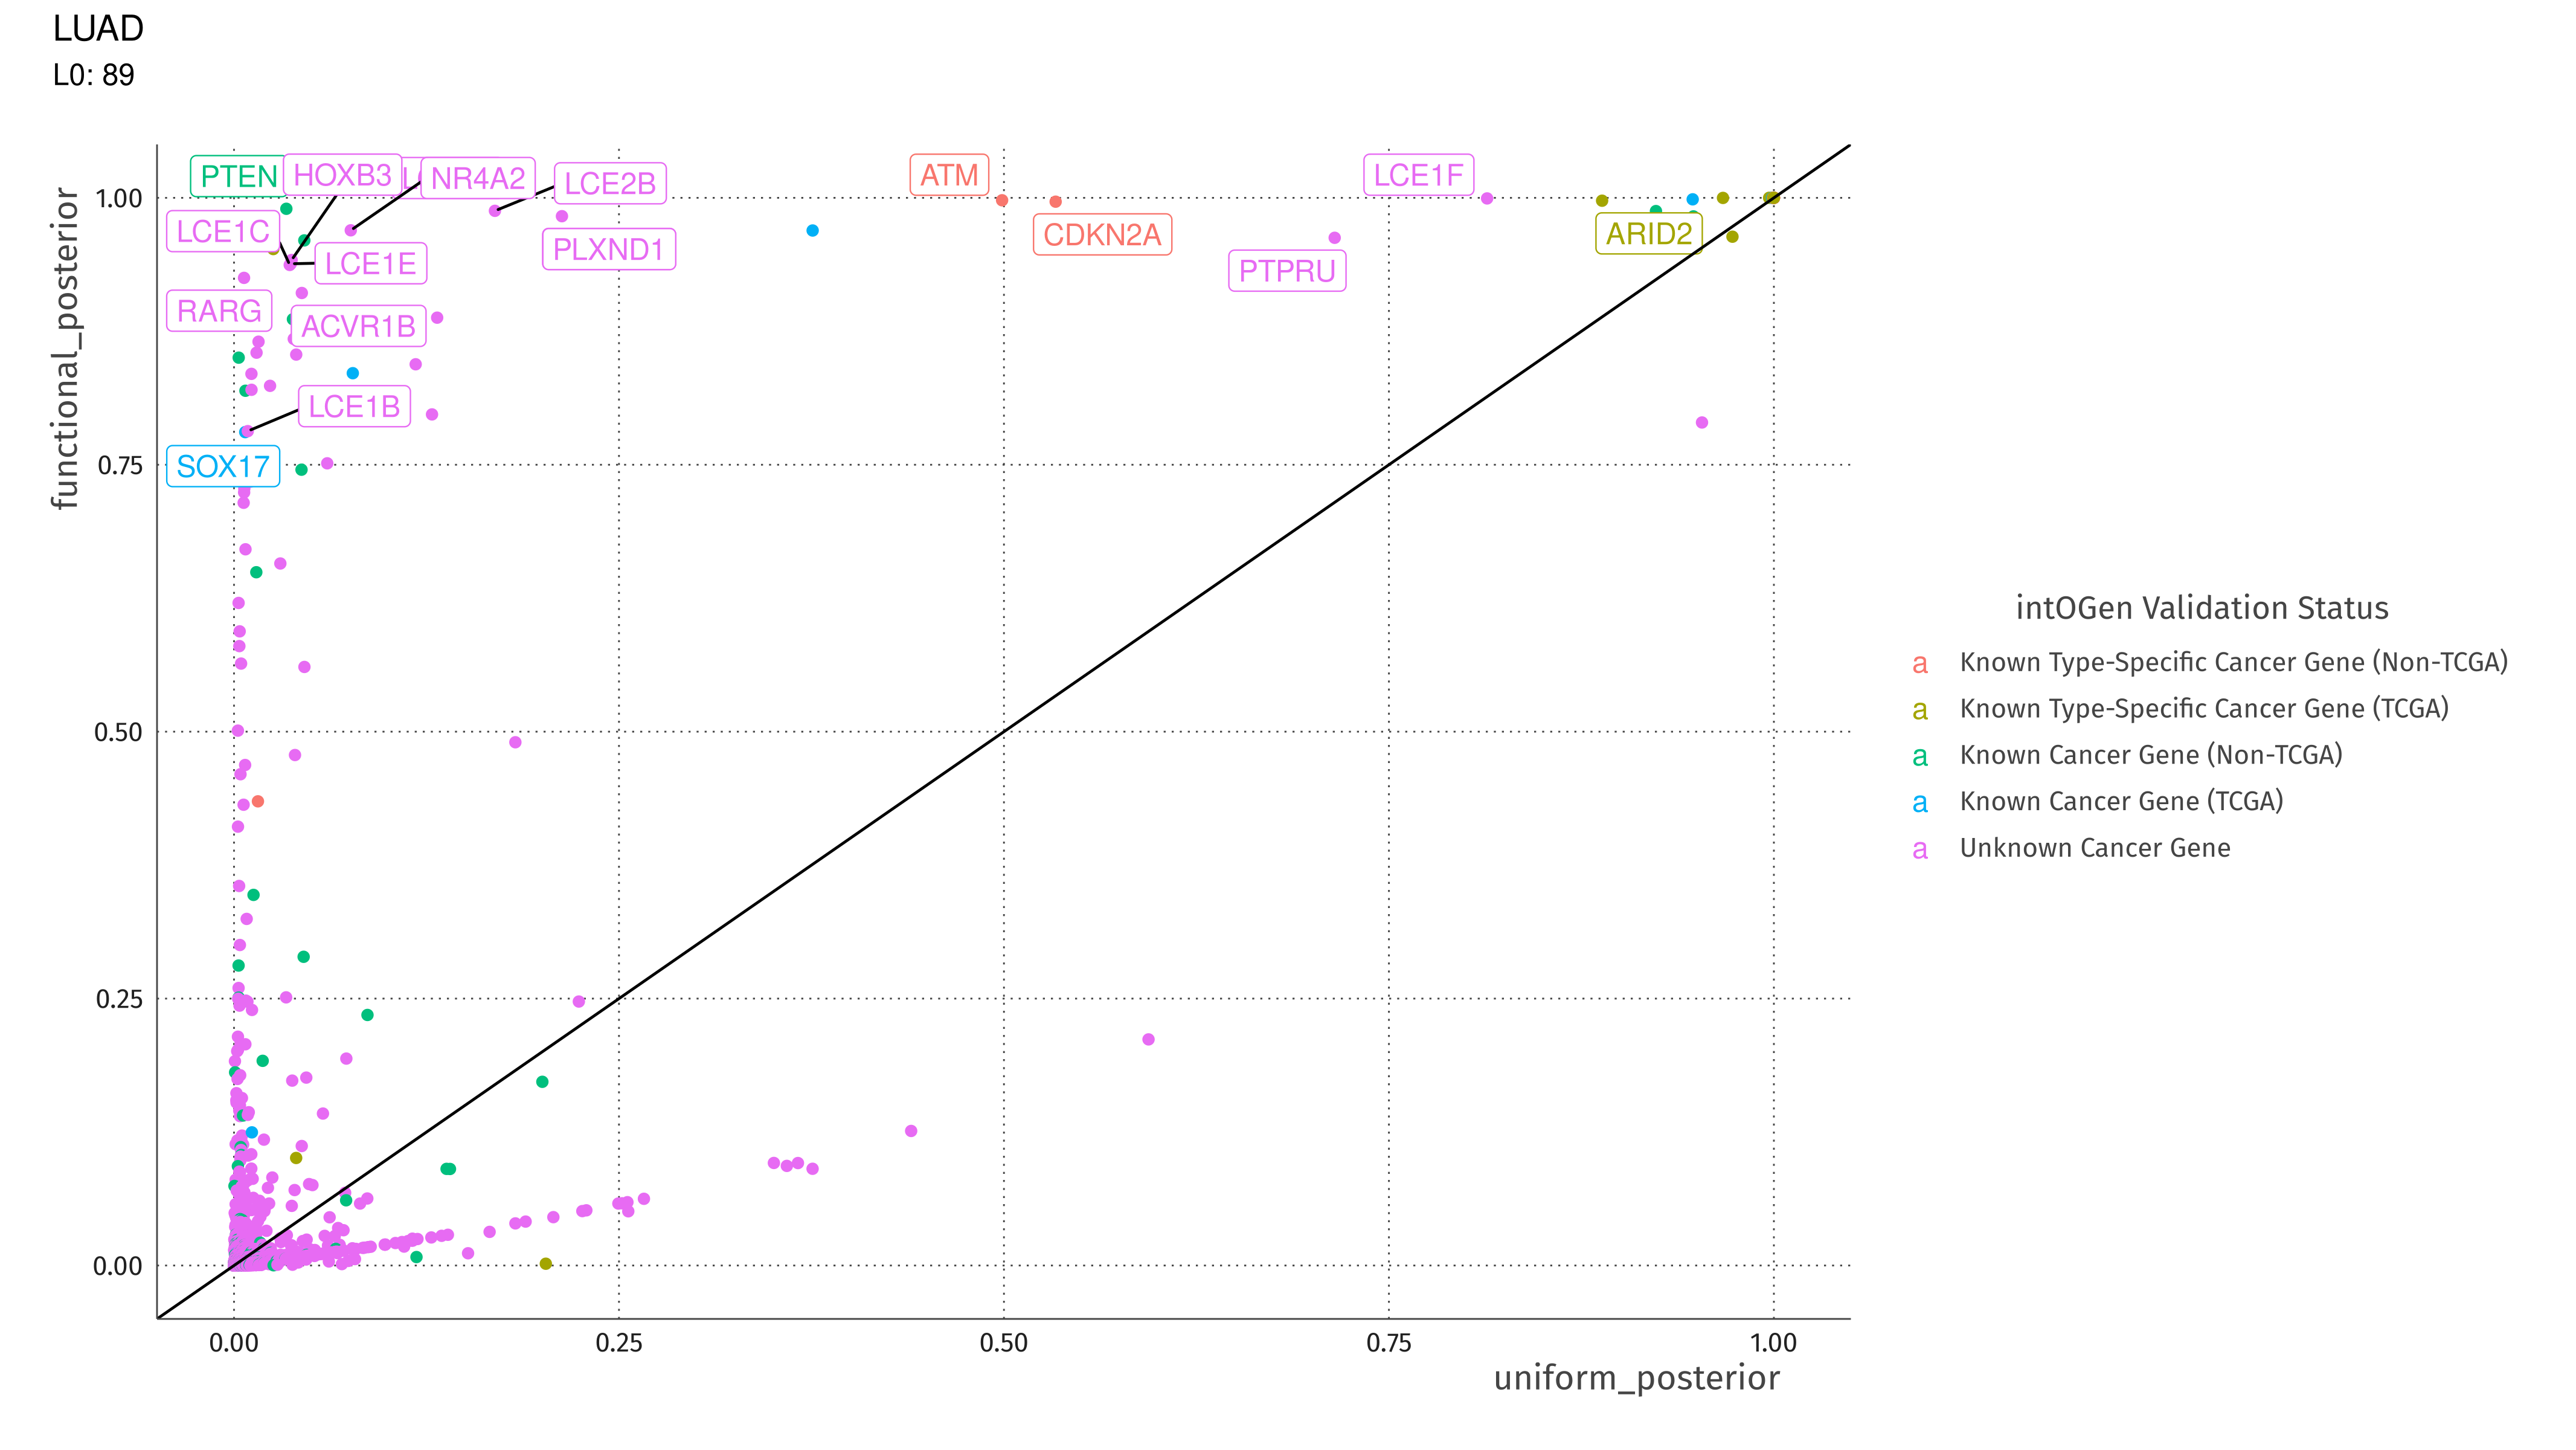 LUAD
L0: 89
functional_posterior
1.00
0.75
0.50
0.25
0.00
PTEN
HOXB3
NR4A2
LCE2B
LCE1C
LCE1E
PLXND1
RARG
ACVR1B
LCE1B
SOX17
ATM
CDKN2A
LCE1F
PTPRU
ARID2
0.00
0.25
0.50
0.75
1.00
uniform_posterior
intOGen Validation Status
a Known Type-Specific Cancer Gene (Non-TCGA)
a Known Type-Specific Cancer Gene (TCGA)
a Known Cancer Gene (Non-TCGA)
a Known Cancer Gene (TCGA)
a Unknown Cancer Gene